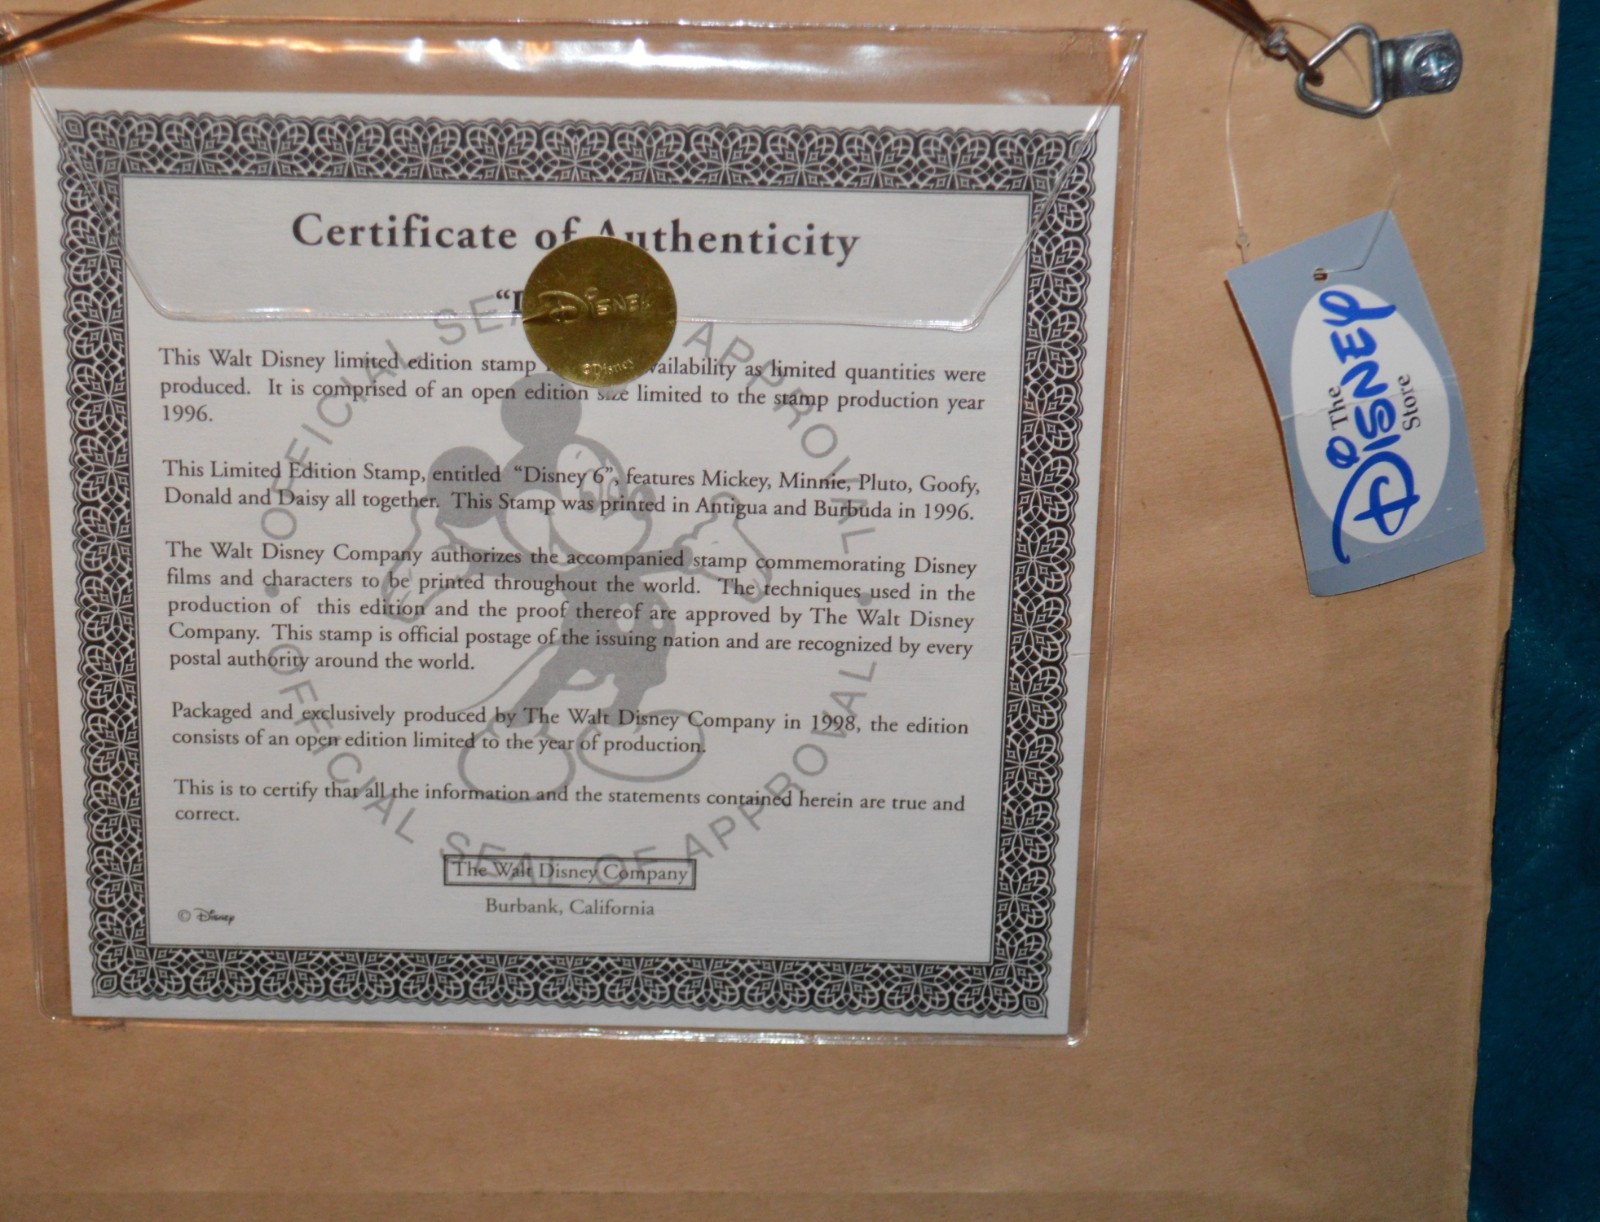 Certificate of Authenticity
"D
DISNEY
©Disney
This Walt Disney limited edition stamp vailability as limited quantities were
produced. It is comprised of an open edition size limited to the stamp production year
1996.
This Limited Edition Stamp, entitled "Disney 6", features Mickey, Minnie, Pluto, Goofy,
Donald and Daisy all together. This Stamp was printed in Antigua and Burbuda in 1996.
The Walt Disney Company authorizes the accompanied stamp commemorating Disney
films and characters to be printed throughout the world. The techniques used in the
production of this edition and the proof thereof are approved by The Walt Disney
Company. This stamp is official postage of the issuing nation and are recognized by every
postal authority around the world.
Packaged and exclusively produced by The Walt Disney Company in 1998, the edition
consists of an open edition limited to the year of production.
This is to certify that all the information and the statements contained herein are true and
correct.
The Walt Disney Company
Burbank, California
© Disney
• OFFICIAL SEAL OF APPROVAL •
OFFICIAL SEAL OF APPROVAL
The
DISNEY
Store